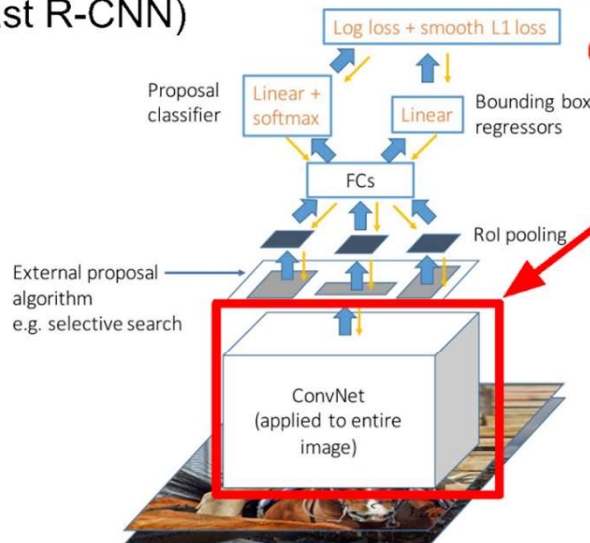 st R-CNN)
Log loss + smooth L1 loss
Proposal
classifier
Linear +
softmax
Linear
Bounding box
regressors
FCs
RoI pooling
External proposal
algorithm
e.g. selective search
ConvNet
(applied to entire
image)